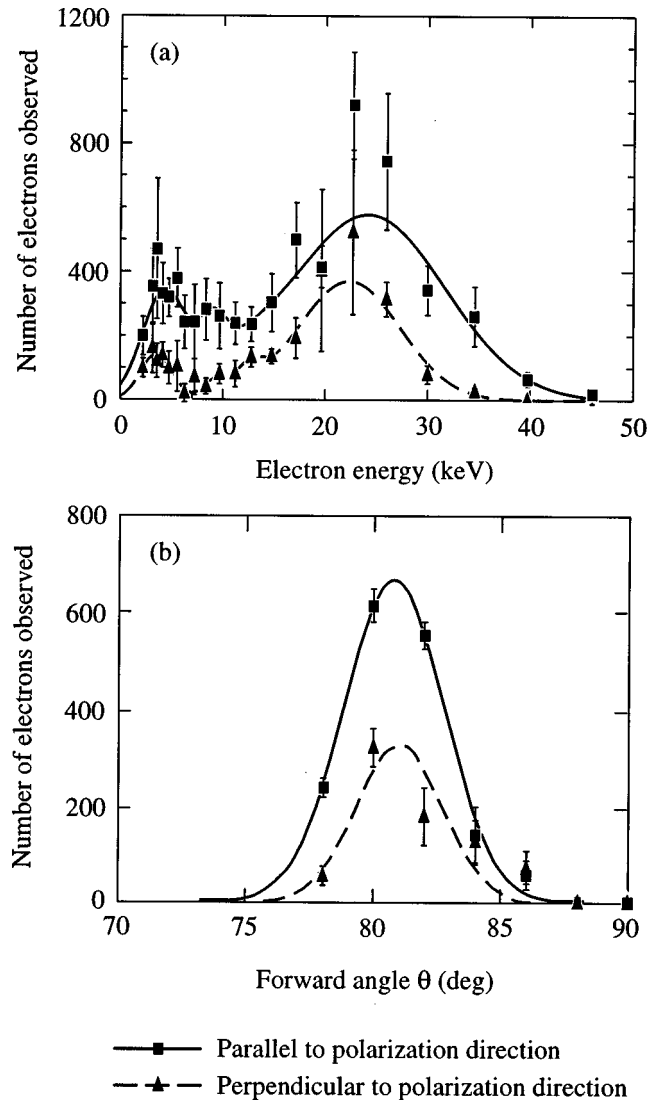 1200
(a)
800
400
0
Number of electrons observed
0 10 20 30 40 50
Electron energy (keV)
800
(b)
600
400
200
0
Number of electrons observed
70 75 80 85 90
Forward angle θ (deg)
Parallel to polarization direction
Perpendicular to polarization direction